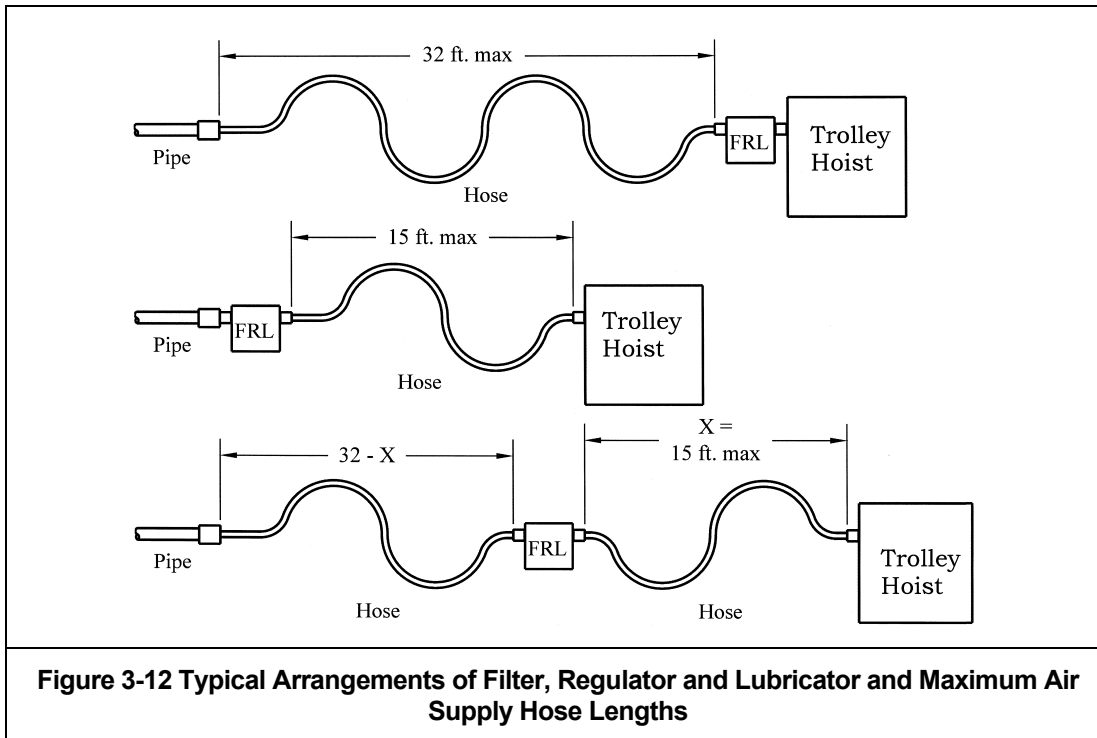 32 ft. max
Pipe
Hose
FRL
Trolley
Hoist
15 ft. max
Pipe
FRL
Hose
Trolley
Hoist
32 - X
X =
15 ft. max
Pipe
Hose
FRL
Hose
Trolley
Hoist
Figure 3-12 Typical Arrangements of Filter, Regulator and Lubricator and Maximum Air
Supply Hose Lengths